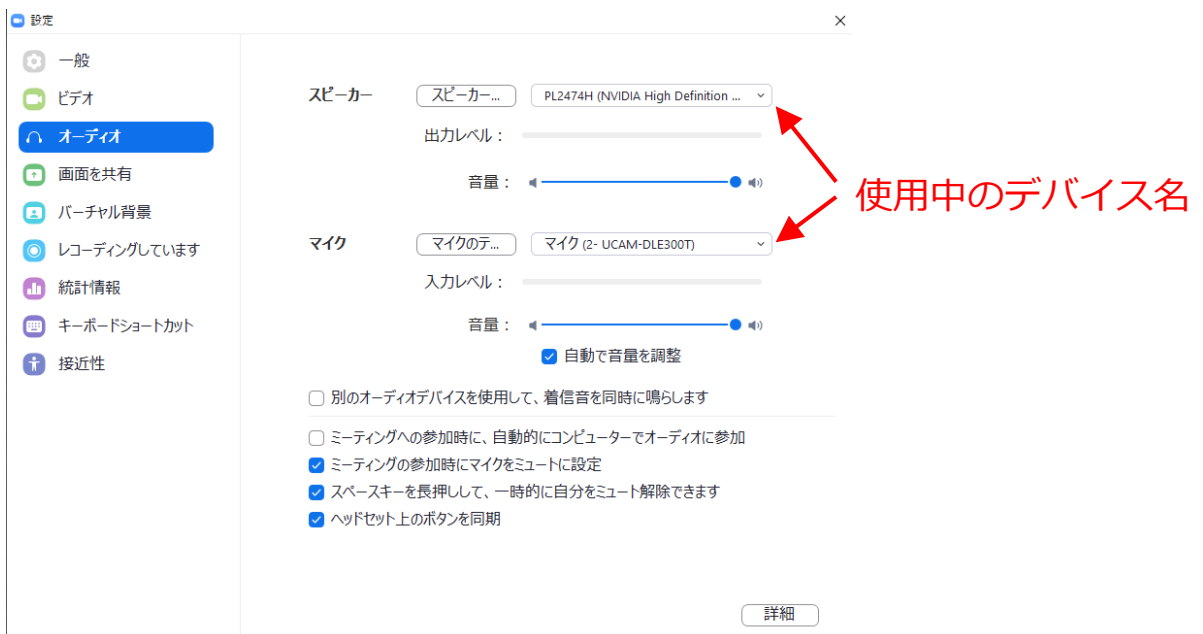 設定
一般
ビデオ
オーディオ
画面を共有
バーチャル背景
レコーディングしています
統計情報
キーボードショートカット
接近性
スピーカー スピーカー... PL2474H (NVIDIA High Definition ...
出力レベル：
音量：
マイク マイクのテ... マイク (2- UCAM-DLE300T)
入力レベル：
音量：
自動で音量を調整
別のオーディオデバイスを使用して、着信音を同時に鳴らします
ミーティングへの参加時に、自動的にコンピューターでオーディオに参加
ミーティングの参加時にマイクをミュートに設定
スペースキーを長押しして、一時的に自分をミュート解除できます
ヘッドセット上のボタンを同期
詳細
使用中のデバイス名